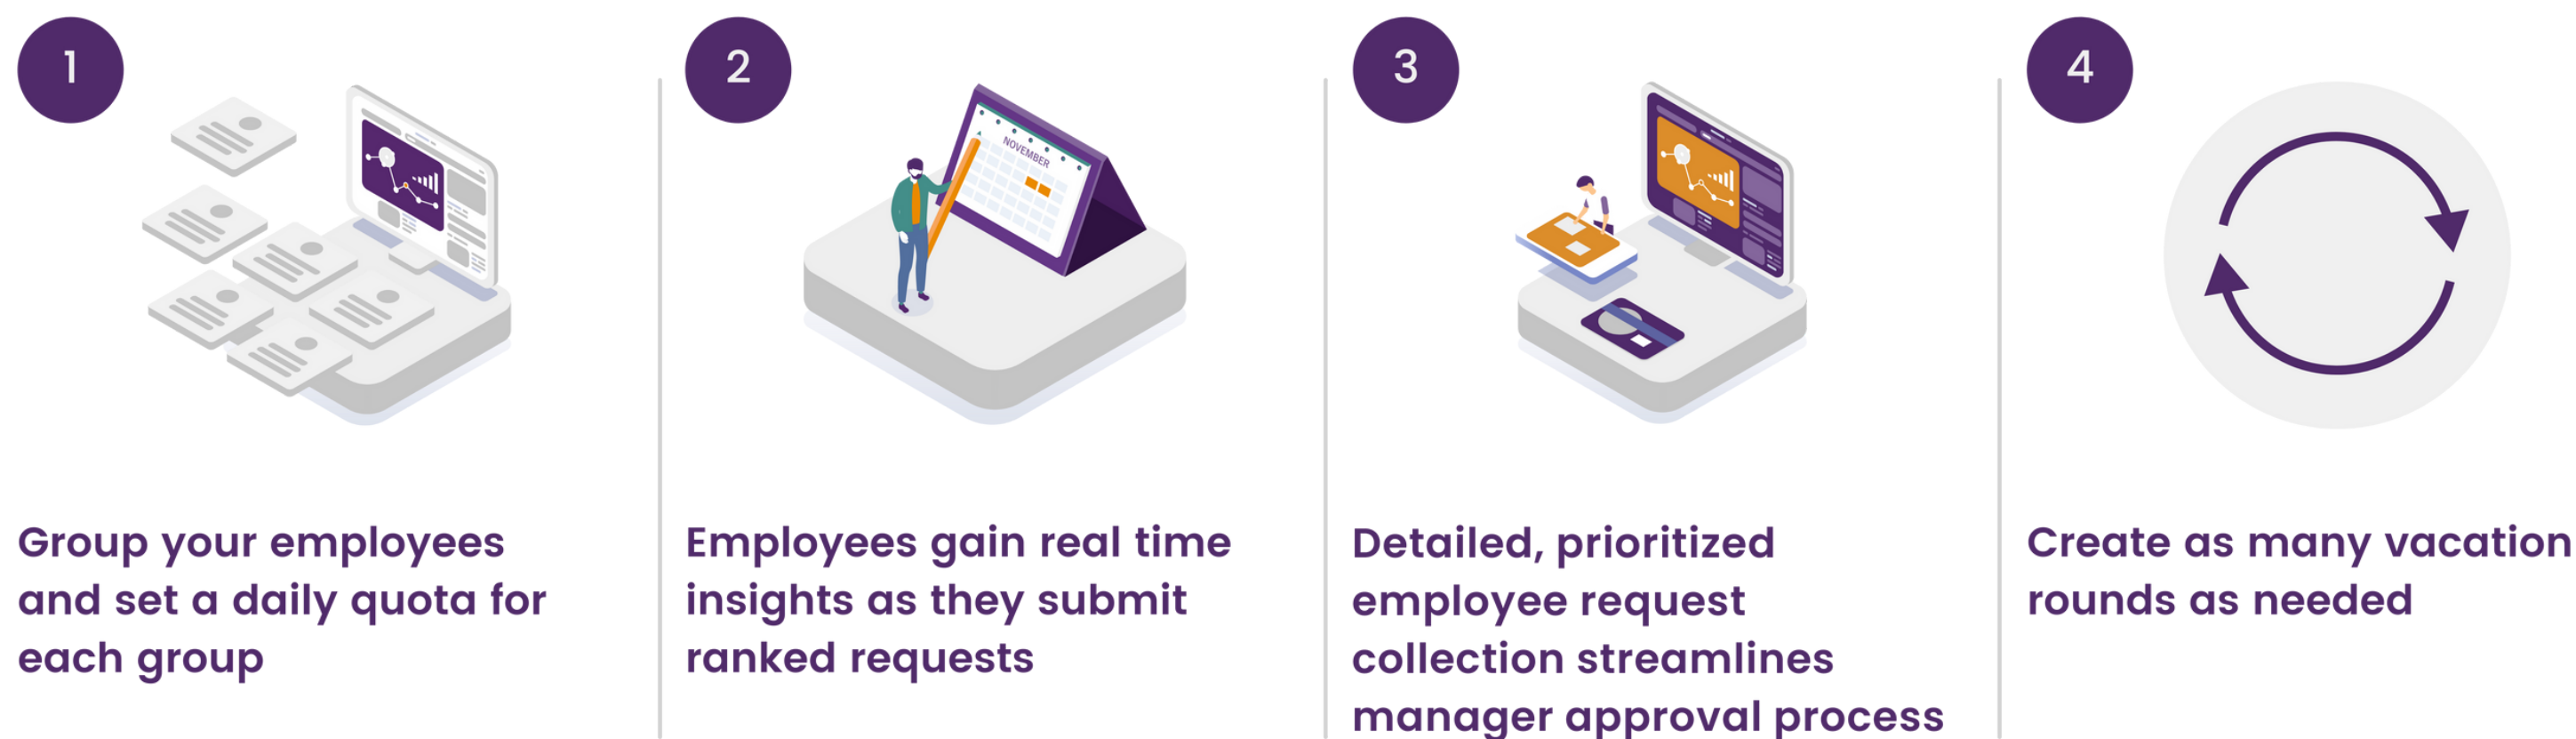 1
Group your employees
and set a daily quota for
each group
2
NOVEMBER
Employees gain real time
insights as they submit
ranked requests
3
Detailed, prioritized
employee request
collection streamlines
manager approval process
4
Create as many vacation
rounds as needed